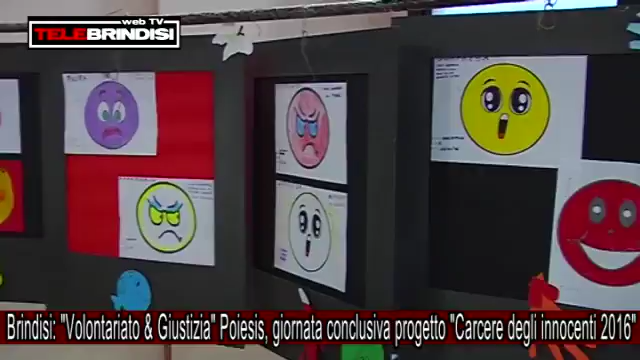 web TV
TELEBRINDISI
Brindisi: "Volontariato & Giustizia" Poiesis, giornata conclusiva progetto "Carcere degli innocenti 2016"